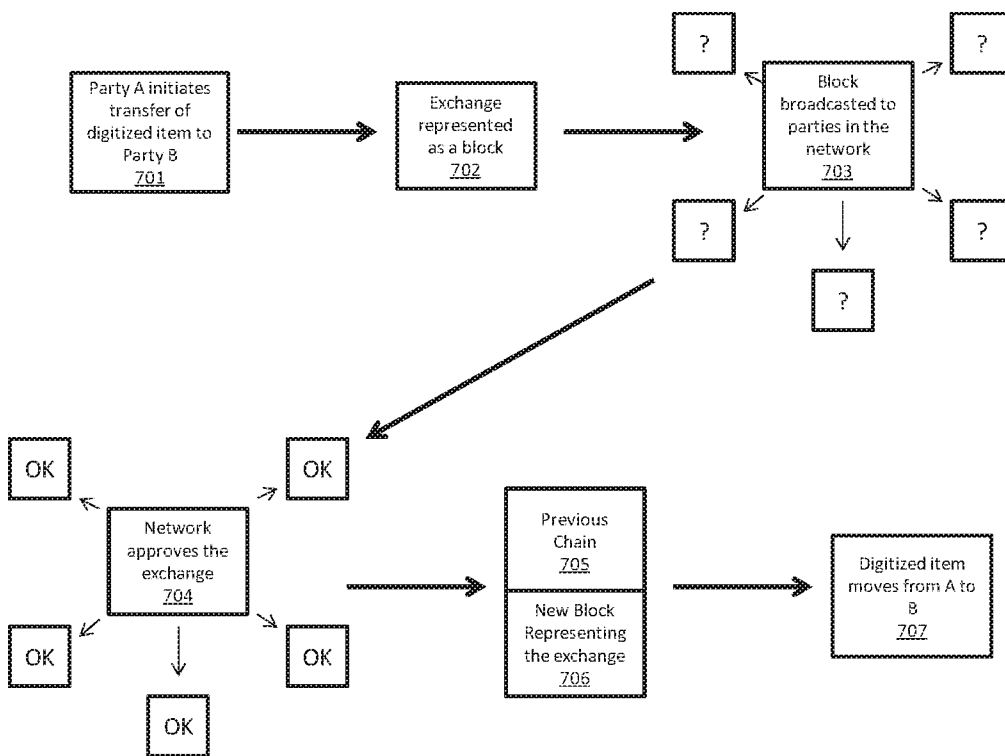 Party A initiates
transfer of
digitized item to
Party B
701
Exchange
represented
as a block
702
?
?
Block
broadcasted to
parties in the
network
703
?
?
?
OK
OK
Network
approves the
exchange
704
OK
OK
OK
Previous
Chain
705
New Block
Representing
the exchange
706
Digitized item
moves from A to
B
707